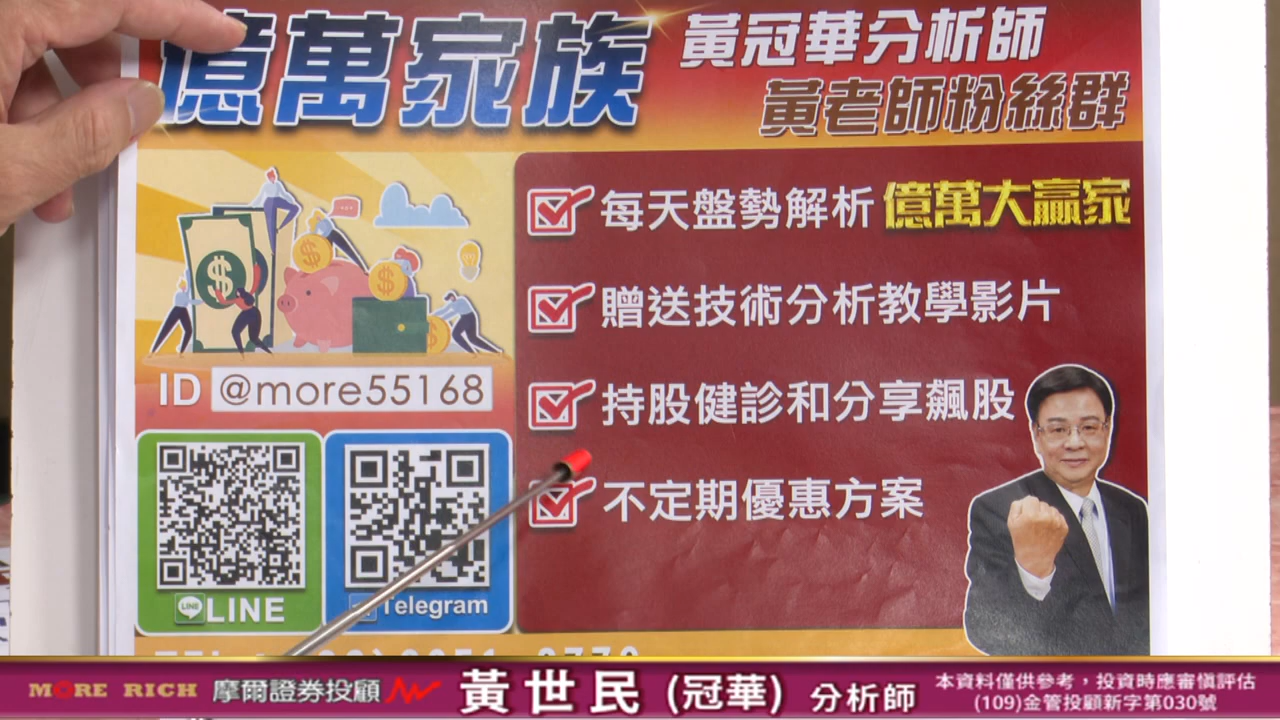 億萬家族
黃冠華分析師
黃老師粉絲群
每天盤勢解析 億萬大贏家
贈送技術分析教學影片
持股健診和分享飆股
不定期優惠方案
ID @more55168
LINE
Telegram
MORE RICH 摩爾證券投顧
黃世民(冠華)分析師
本資料僅供參考,投資時應審慎評估
(109)金管投顧新字第030號